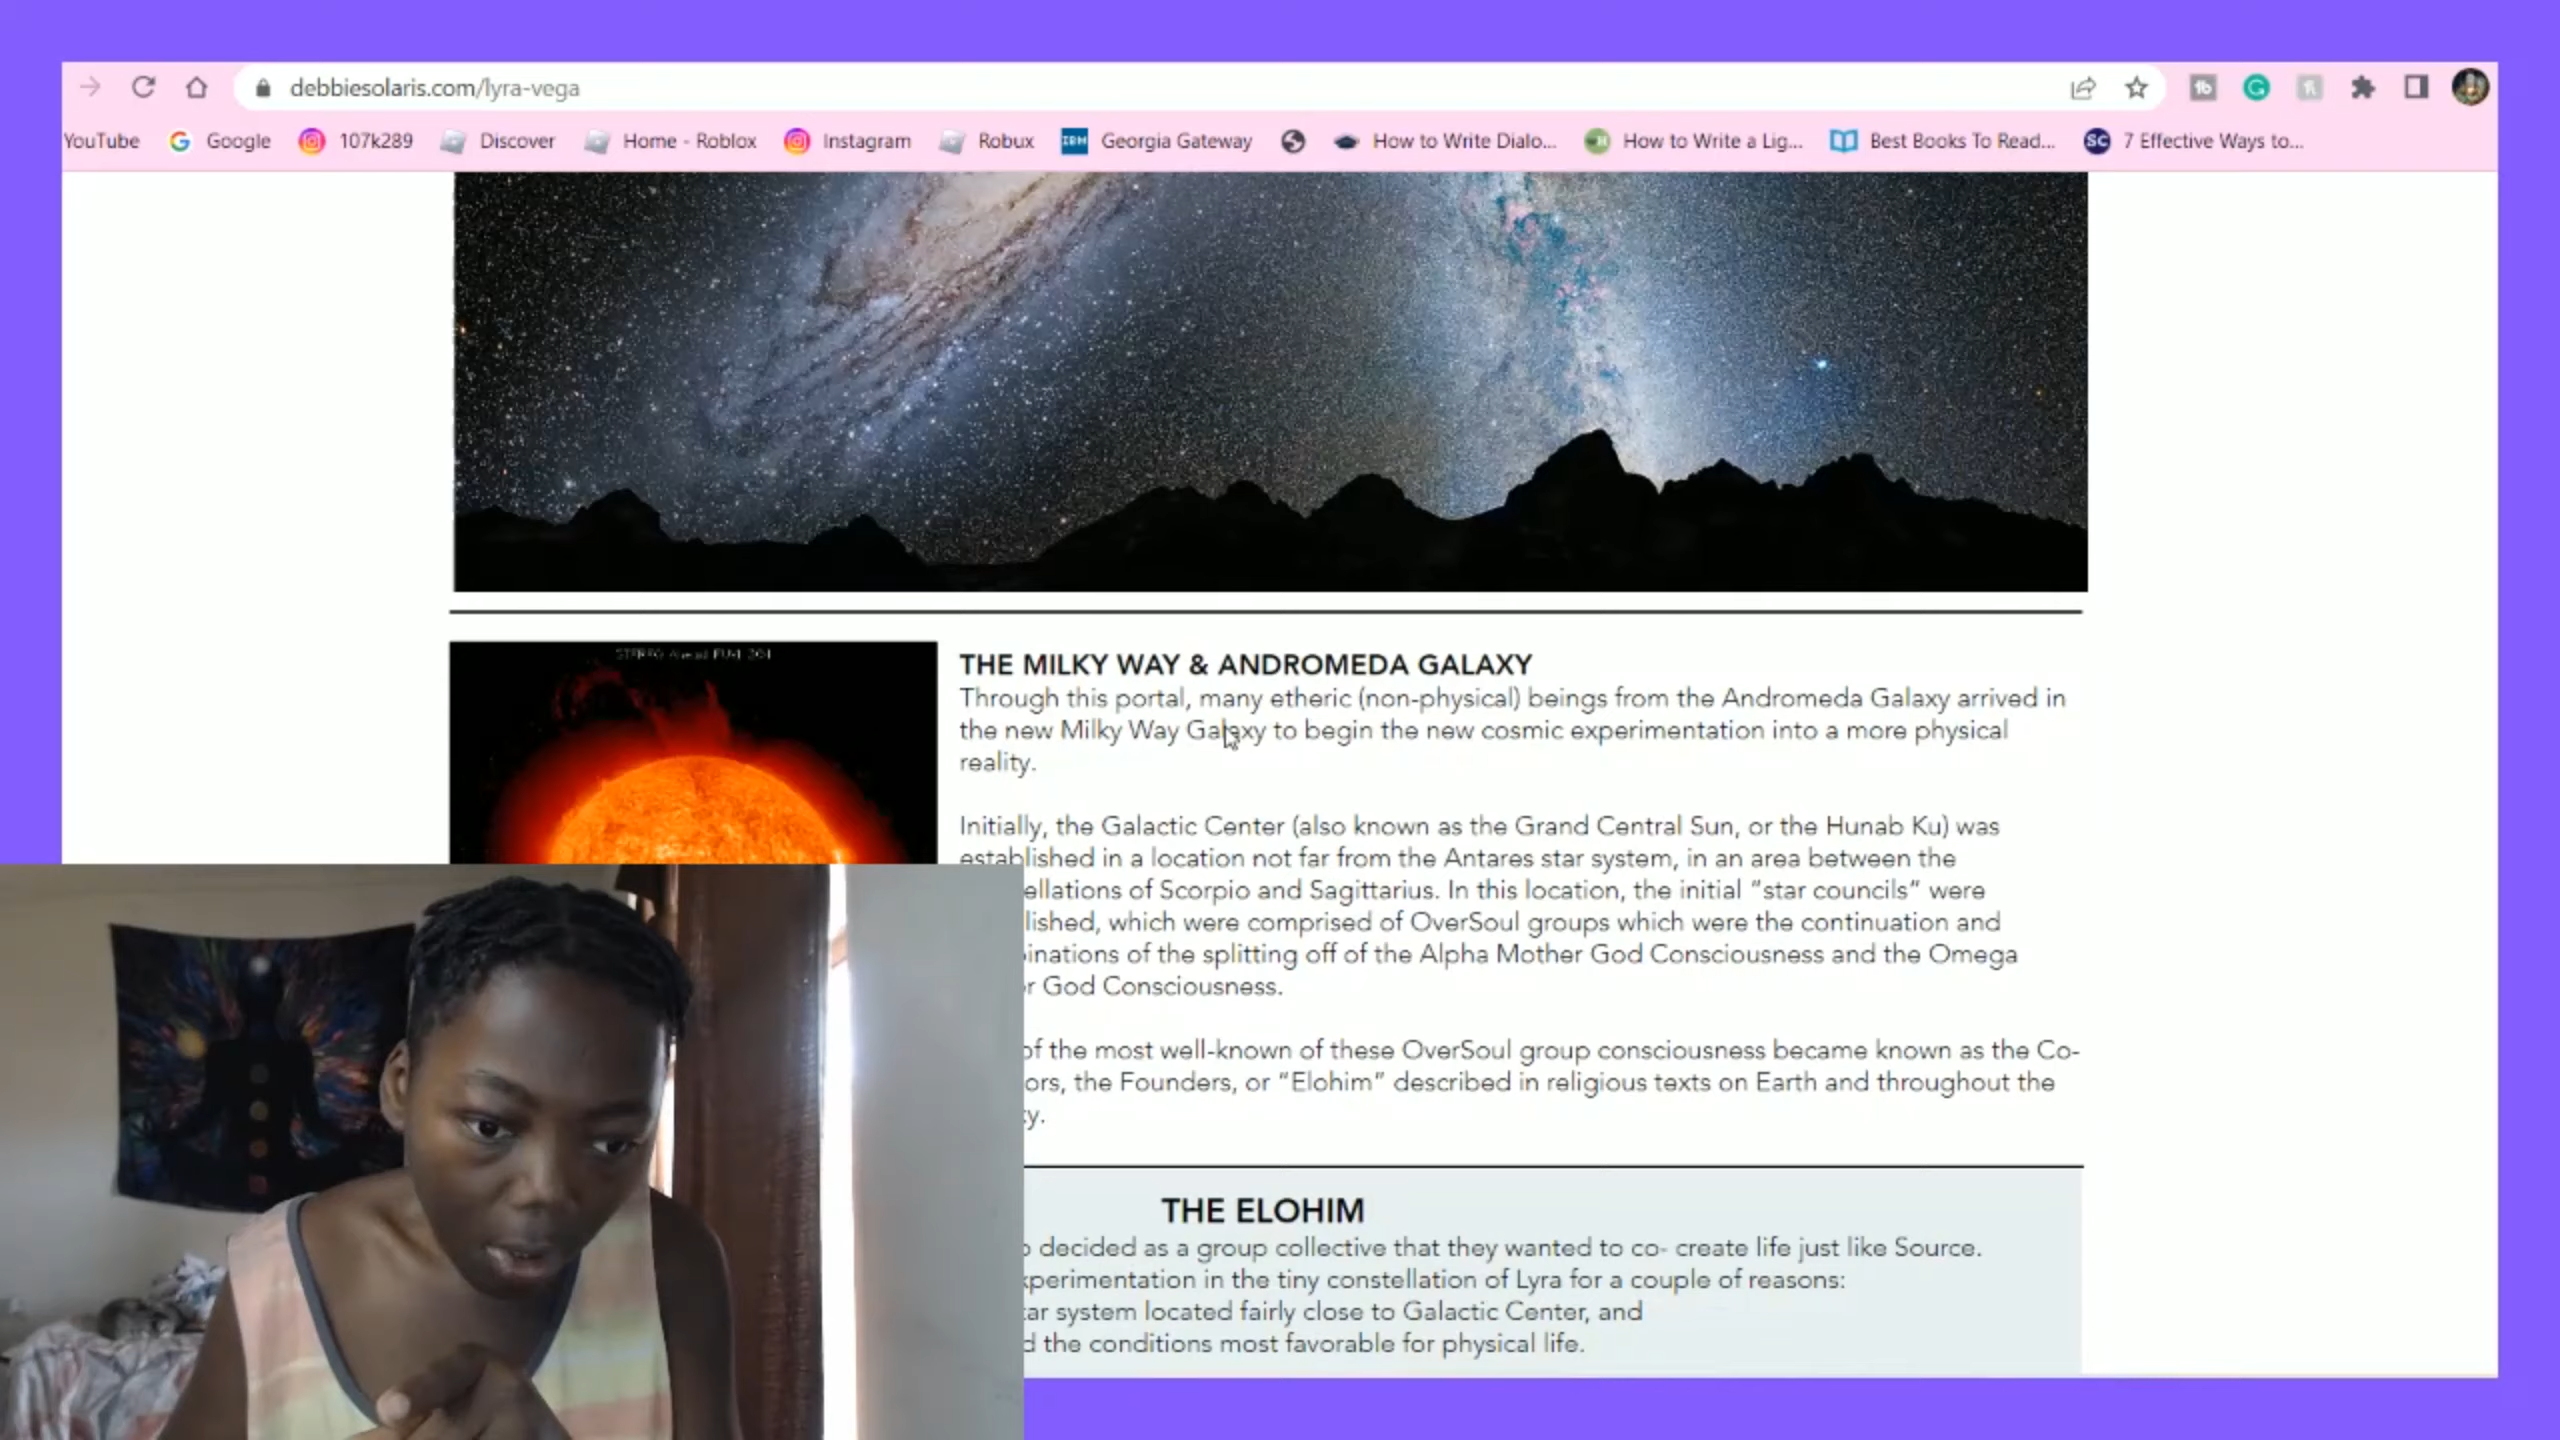 debbiesolaris.com/lyra-vega
YouTube Google 107k289 Discover Home - Roblox Instagram Robux IBM Georgia Gateway How to Write Dialo... How to Write a Lig... Best Books To Read... SC 7 Effective Ways to...
THE MILKY WAY & ANDROMEDA GALAXY
Through this portal, many etheric (non-physical) beings from the Andromeda Galaxy arrived in
the new Milky Way Galaxy to begin the new cosmic experimentation into a more physical
reality.
Initially, the Galactic Center (also known as the Grand Central Sun, or the Hunab Ku) was
established in a location not far from the Antares star system, in an area between the
ellations of Scorpio and Sagittarius. In this location, the initial "star councils" were
lished, which were comprised of OverSoul groups which were the continuation and
inations of the splitting off of the Alpha Mother God Consciousness and the Omega
r God Consciousness.
of the most well-known of these OverSoul group consciousness became known as the Co-
ors, the Founders, or "Elohim" described in religious texts on Earth and throughout the
y.
THE ELOHIM
decided as a group collective that they wanted to co- create life just like Source.
xperimentation in the tiny constellation of Lyra for a couple of reasons:
ar system located fairly close to Galactic Center, and
d the conditions most favorable for physical life.